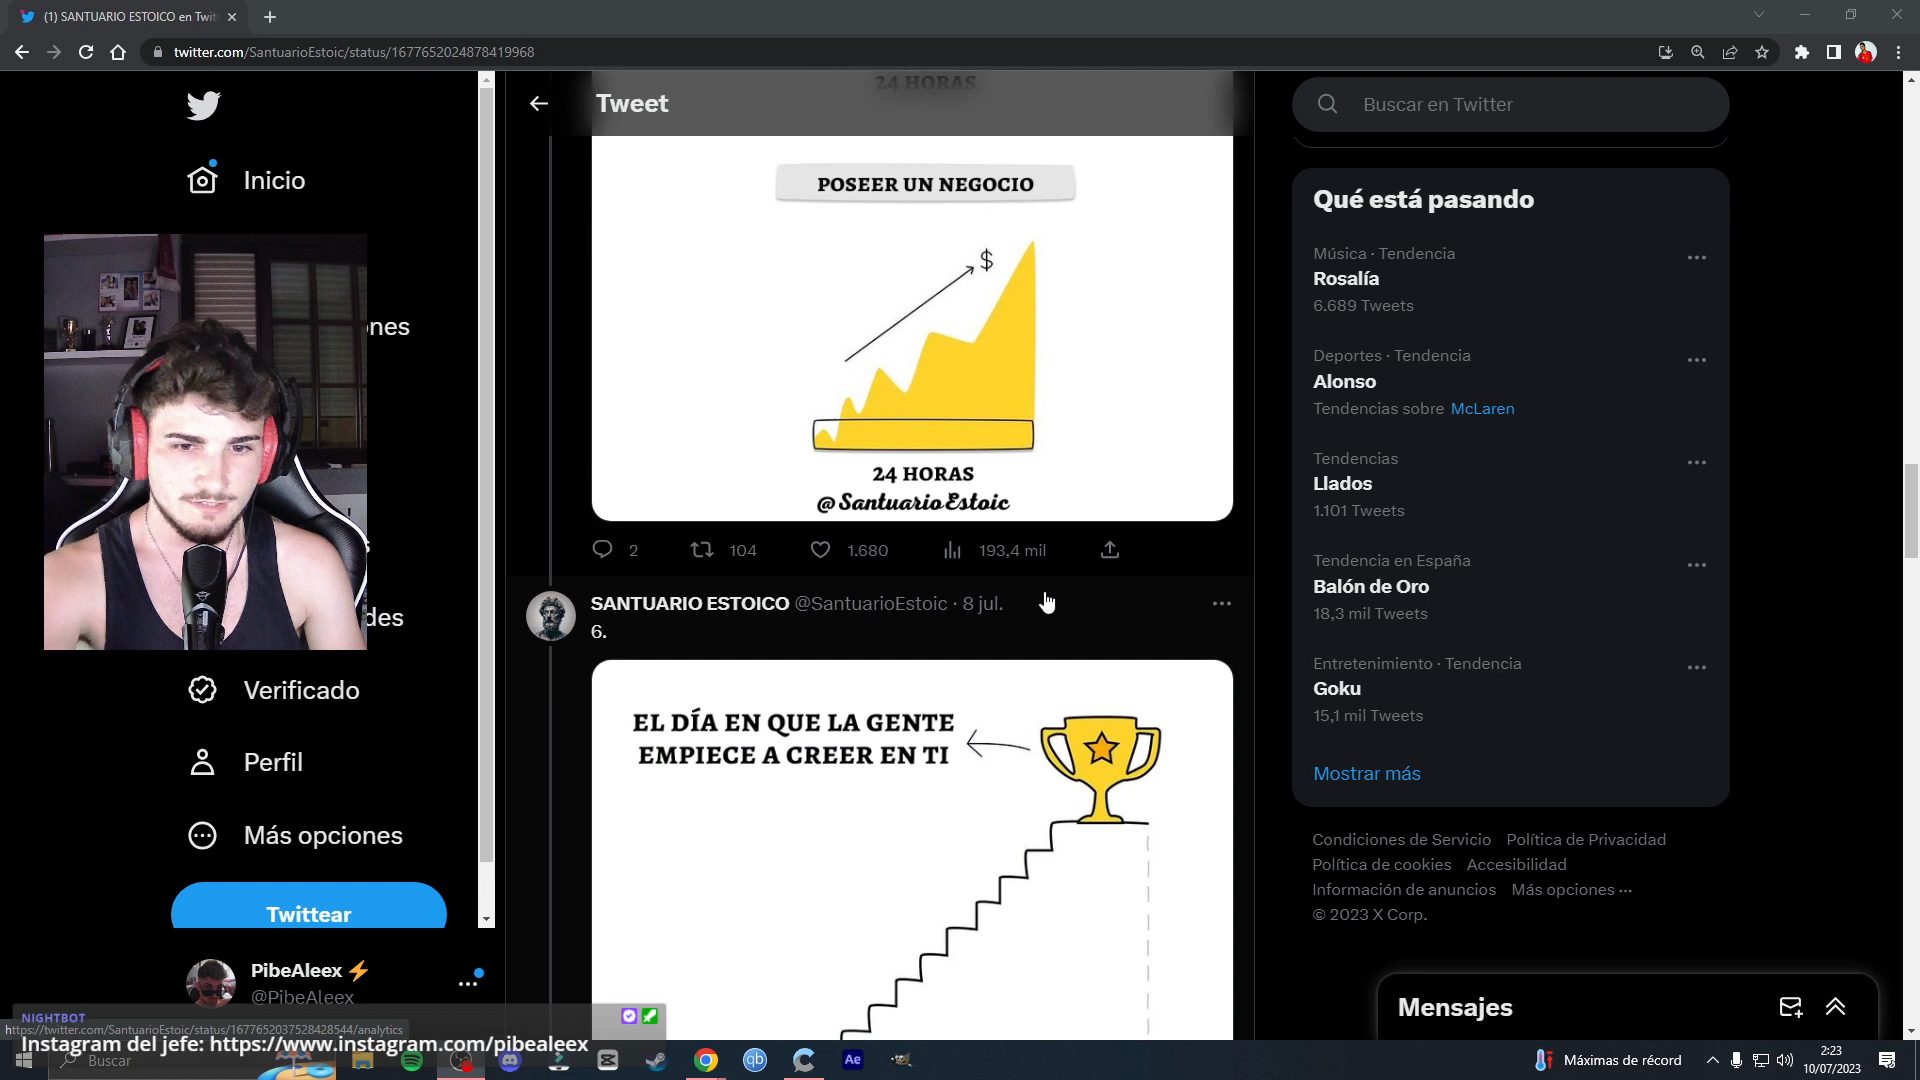 (1) SANTUARIO ESTOICO en Twit
twitter.com/SantuarioEstoic/status/1677652024878419968
24 HORAS
Tweet
Buscar en Twitter
Inicio
nes
des
Verificado
Perfil
Más opciones
Twittear
PibeAleex
@PibeAleex
POSEER UN NEGOCIO
$
24 HORAS
@SantuarioEstoic
2
104
1.680
193,4 mil
SANTUARIO ESTOICO @SantuarioEstoic · 8 jul.
6.
EL DÍA EN QUE LA GENTE
EMPIECE A CREER EN TI
Qué está pasando
Música · Tendencia
Rosalía
6.689 Tweets
Deportes · Tendencia
Alonso
Tendencias sobre McLaren
Tendencias
Llados
1.101 Tweets
Tendencia en España
Balón de Oro
18,3 mil Tweets
Entretenimiento · Tendencia
Goku
15,1 mil Tweets
Mostrar más
Condiciones de Servicio Política de Privacidad
Política de cookies Accesibilidad
Información de anuncios Más opciones ···
© 2023 X Corp.
Mensajes
NIGHTBOT
https://twitter.com/SantuarioEstoic/status/1677652037528428544/analytics
Instagram del jefe: https://www.instagram.com/pibealeex
Buscar
qb
Ae
Máximas de récord
2:23
10/07/2023